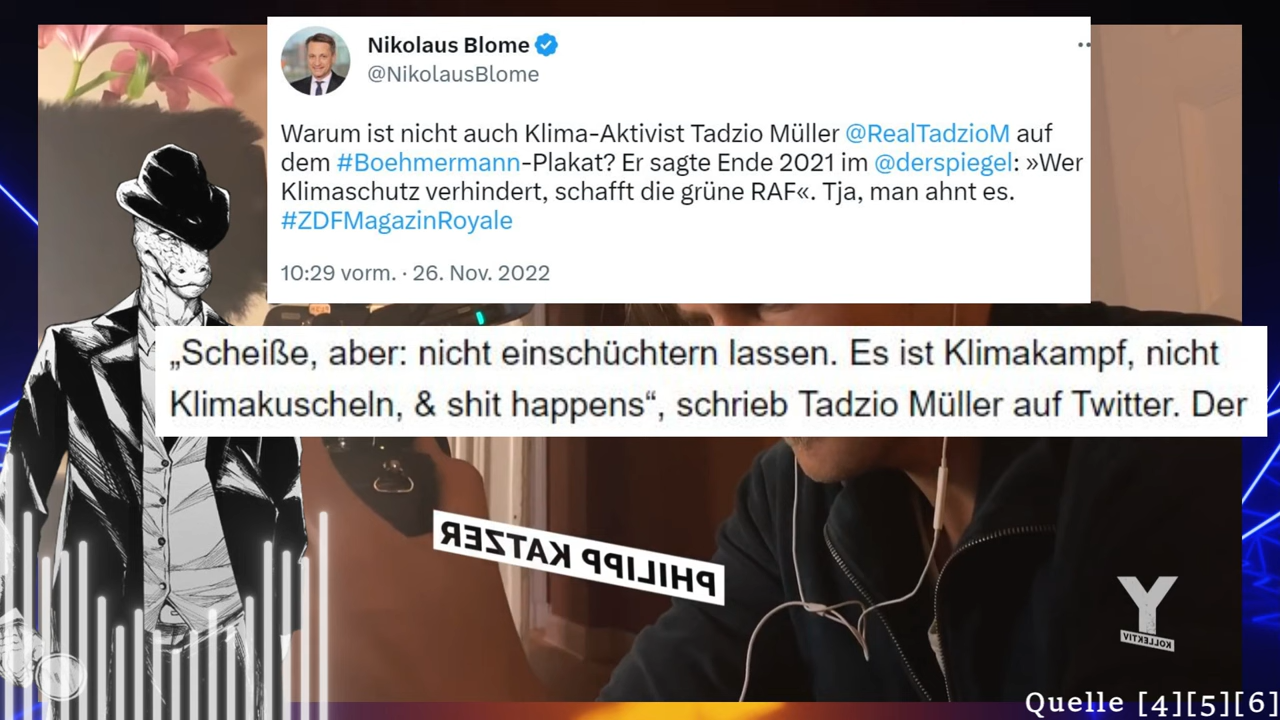 Nikolaus Blome
@NikolausBlome
Warum ist nicht auch Klima-Aktivist Tadzio Müller @RealTadzioM auf
dem #Boehmermann-Plakat? Er sagte Ende 2021 im @derspiegel: »Wer
Klimaschutz verhindert, schafft die grüne RAF«. Tja, man ahnt es.
#ZDFMagazinRoyale
10:29 vorm. · 26. Nov. 2022
„Scheiße, aber: nicht einschüchtern lassen. Es ist Klimakampf, nicht
Klimakuscheln, & shit happens“, schrieb Tadzio Müller auf Twitter. Der
PHILIPP KATZER
Y
KOLLEKTIV
Quelle [4][5][6]